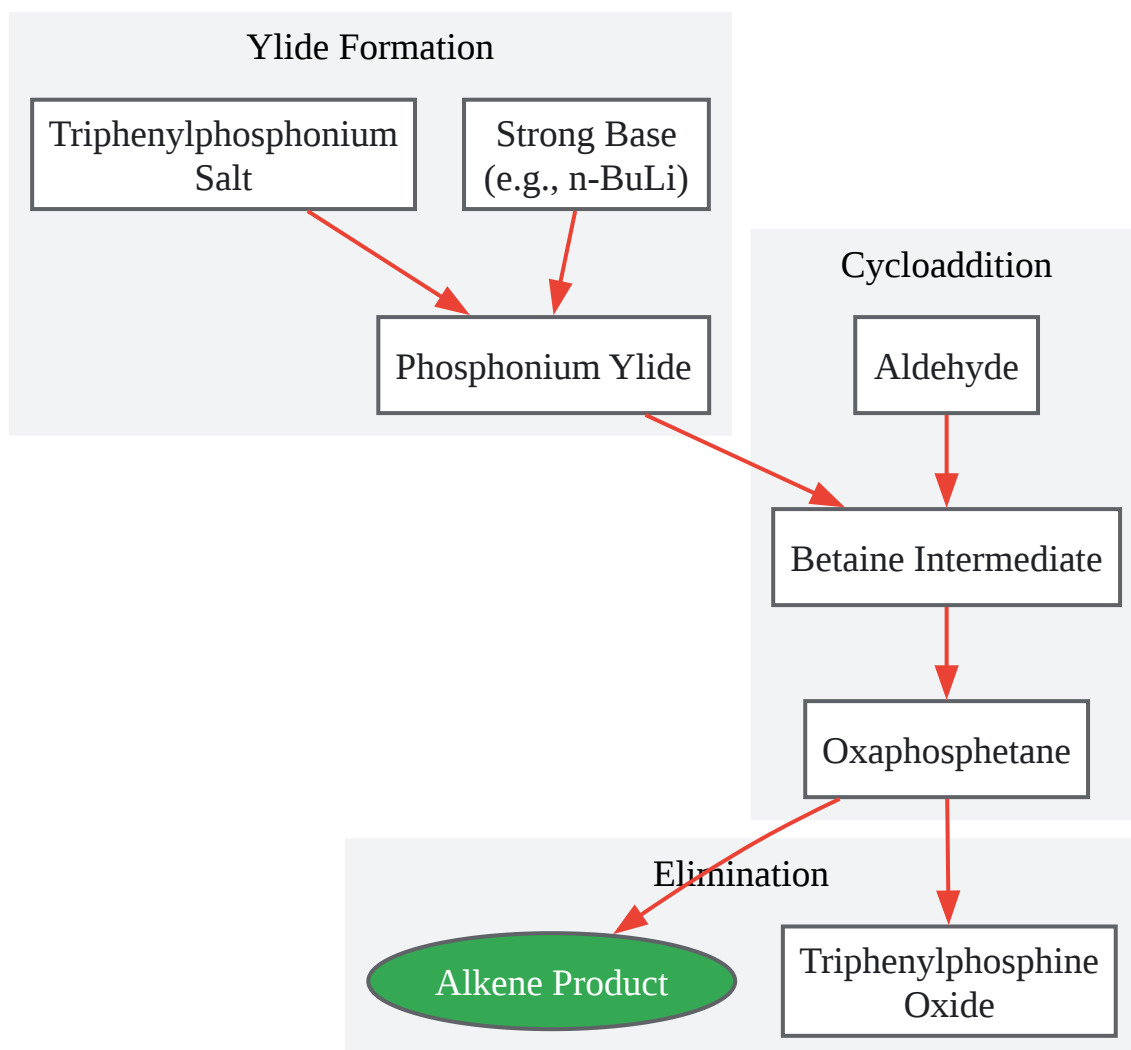 Ylide Formation
Triphenylphosphonium
Salt
Strong Base
(e.g., n-BuLi)
Phosphonium Ylide
Cycloaddition
Aldehyde
Betaine Intermediate
Oxaphosphetane
Elimination
Alkene Product
Triphenylphosphine
Oxide